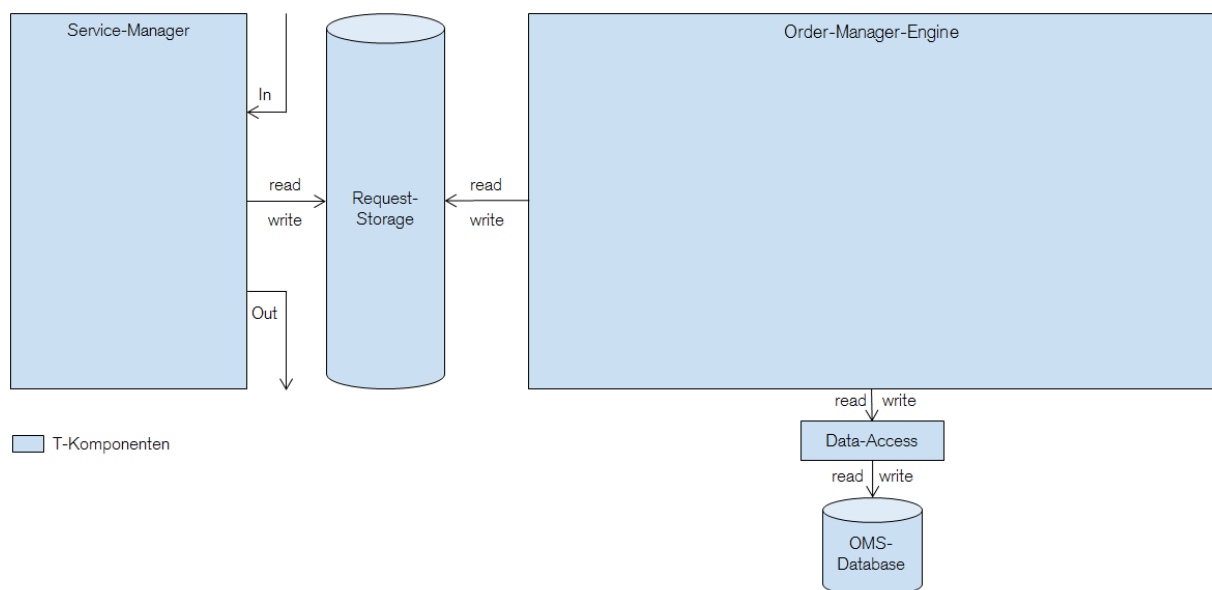 Service-Manager
Order-Manager-Engine
In
read
write
Request-
Storage
read
write
Out
read write
T-Komponenten
Data-Access
read write
OMS-
Database